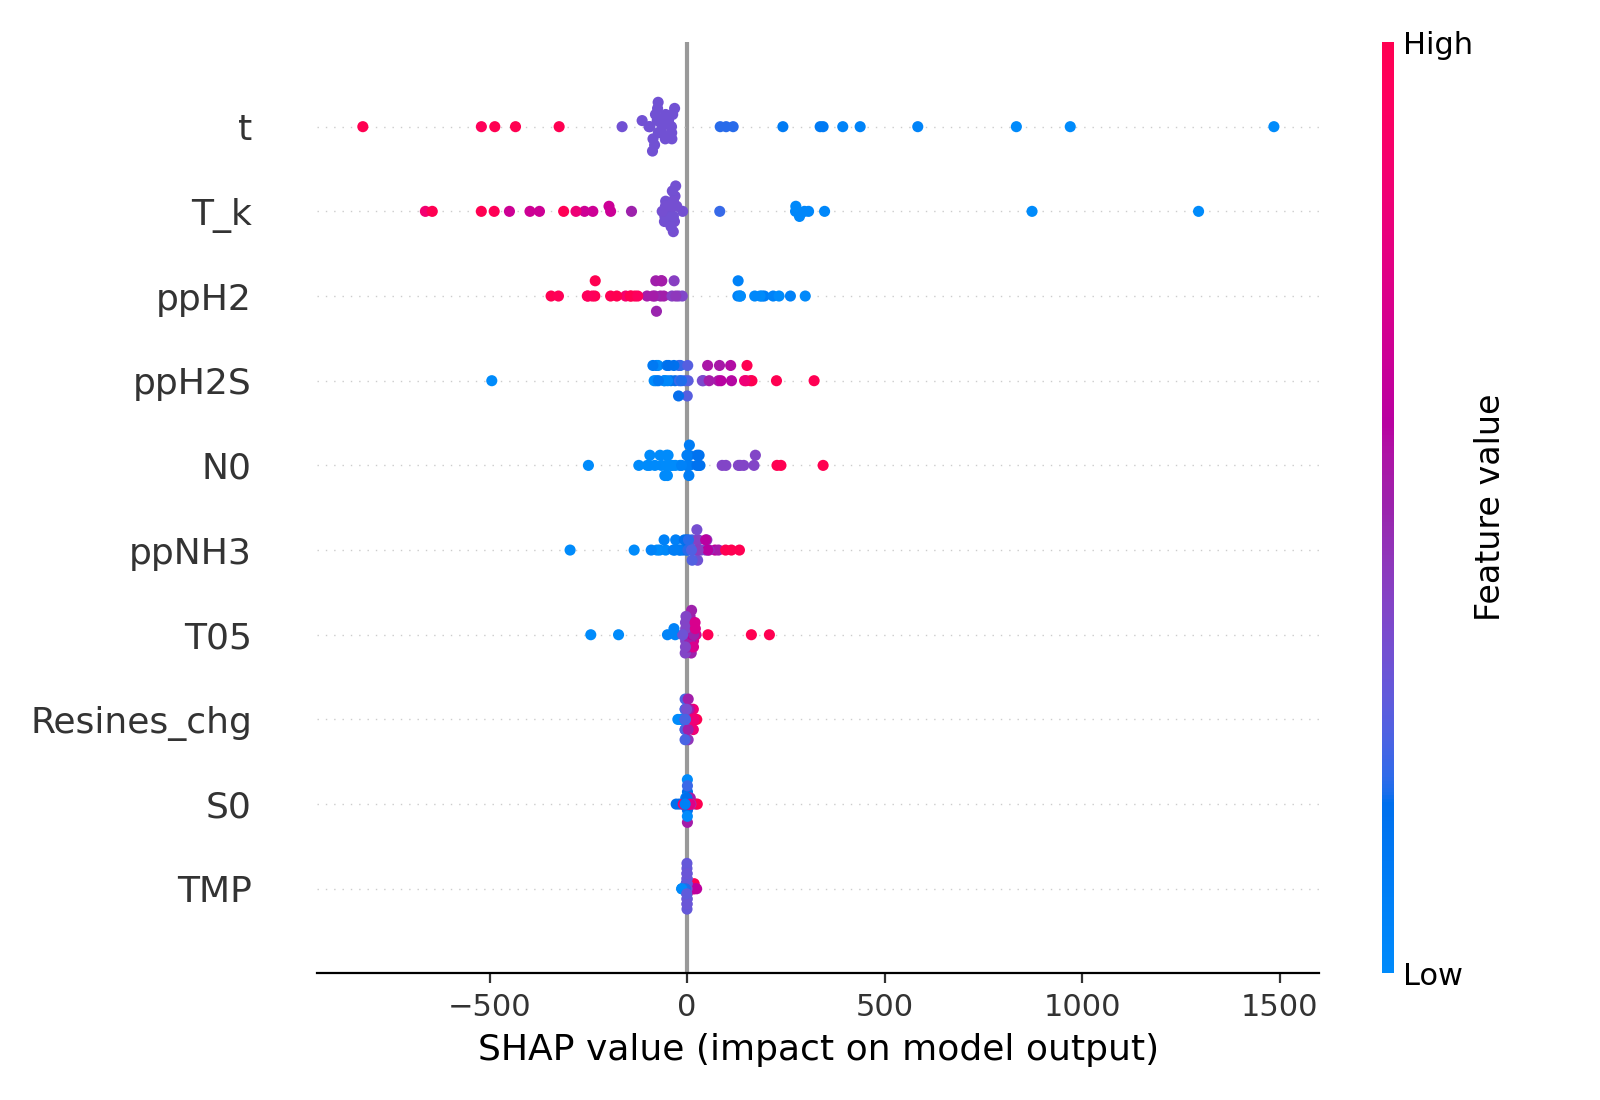 High
t
T_k
ppH2
ppH2S
N0
ppNH3
T05
Resines_chg
S0
TMP
Feature value
Low
−500 0 500 1000 1500
SHAP value (impact on model output)